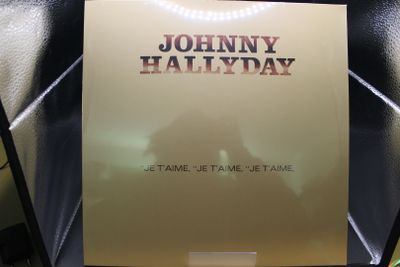 JOHNNY
HALLYDAY
"JE T'AIME, "JE T'AIME, "JE T'AIME,